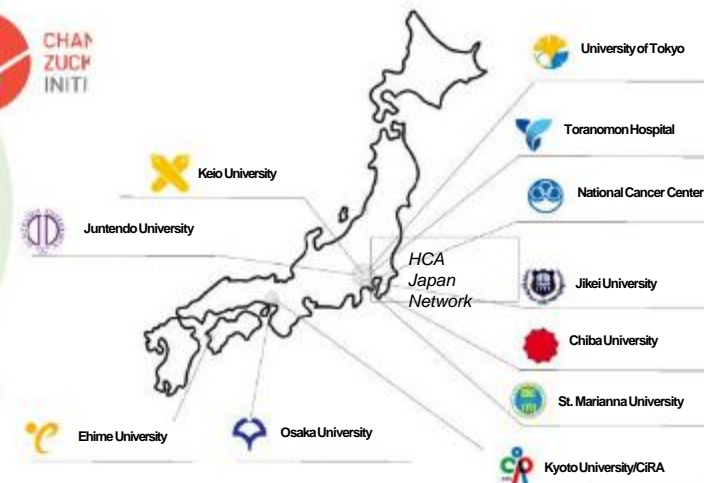 CHAN
ZUCK
INITI
University of Tokyo
Toranomon Hospital
Keio University
National Cancer Center
Juntendo University
HCA
Japan
Network
Jikei University
Chiba University
St. Marianna University
Ehime University
Osaka University
Kyoto University/CiRA